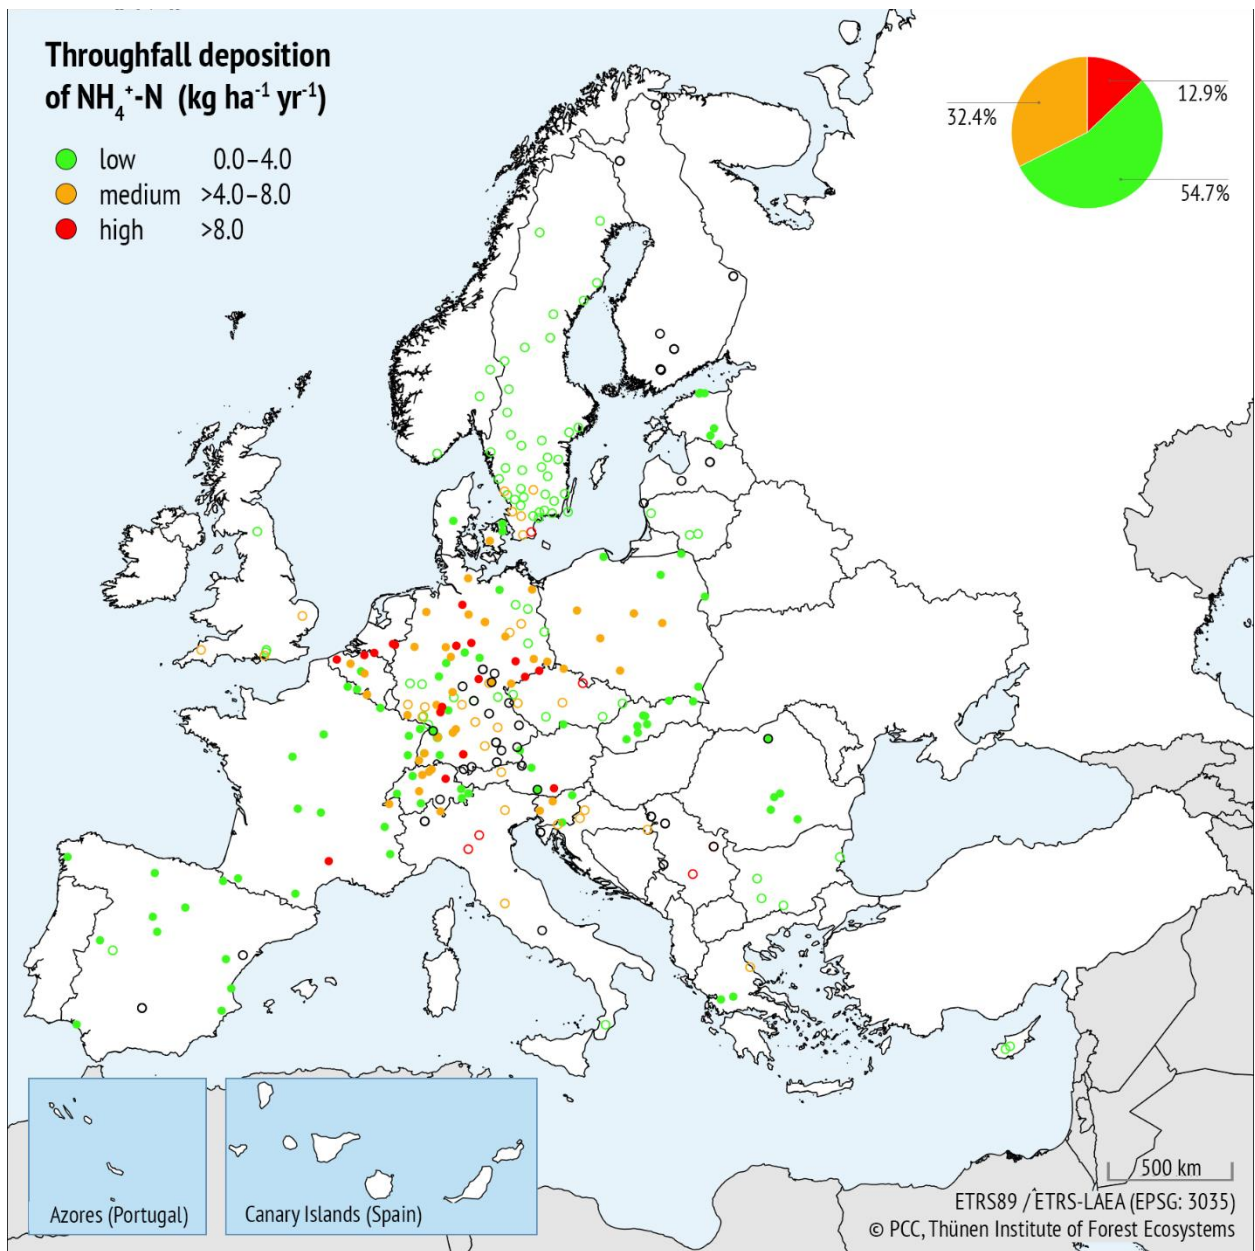 Throughfall deposition
of NH₄⁺-N (kg ha⁻¹ yr⁻¹)
low 0.0–4.0
medium >4.0–8.0
high >8.0
12.9%
32.4%
54.7%
Azores (Portugal)
Canary Islands (Spain)
500 km
ETRS89 / ETRS-LAEA (EPSG: 3035)
© PCC, Thünen Institute of Forest Ecosystems